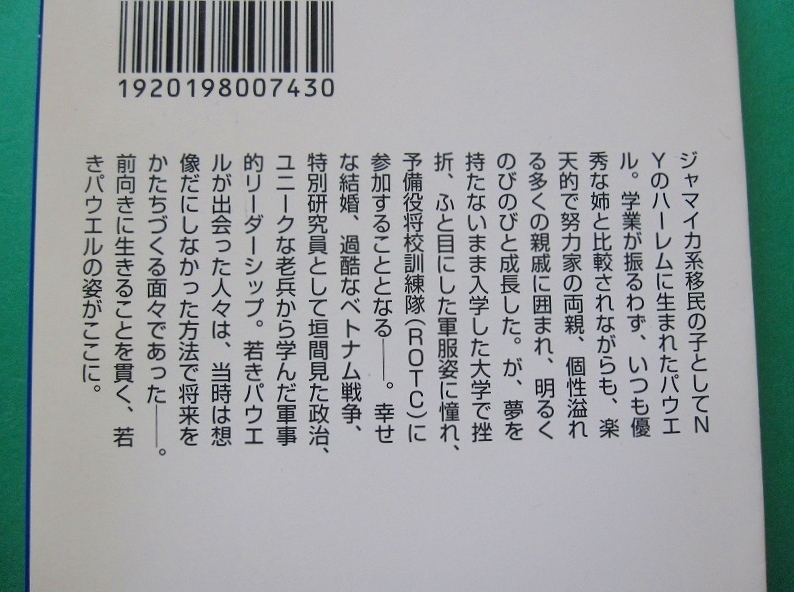 1920198007430
ジャマイカ系移民の子としてN
Yのハーレムに生まれたパウエ
ル。学業が振るわず、いつも優
秀な姉と比較されながらも、楽
天的で努力家の両親、個性溢れ
る多くの親戚に囲まれ、明るく
のびのびと成長した。が、夢を
持たないまま入学した大学で挫
折、ふと目にした軍服姿に憧れ、
予備役将校訓練隊(ROTC)に
参加することとなる──。幸せ
な結婚、過酷なベトナム戦争、
特別研究員として垣間見た政治、
ユニークな老兵から学んだ軍事
的リーダーシップ。若きパウエ
ルが出会った人々は、当時は想
像だにしなかった方法で将来を
かたちづくる面々であった──。
前向きに生きることを貫く、若
きパウエルの姿がここに。